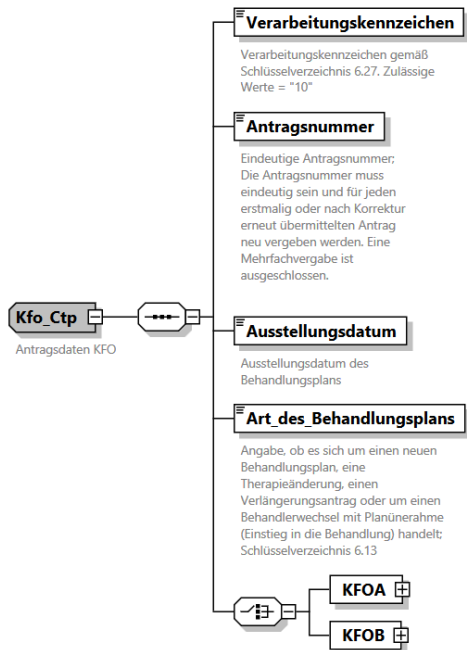 Verarbeitungskennzeichen
Verarbeitungskennzeichen gemäß
Schlüsselverzeichnis 6.27. Zulässige
Werte = "10"
Antragsnummer
Eindeutige Antragsnummer;
Die Antragsnummer muss
eindeutig sein und für jeden
erstmalig oder nach Korrektur
erneut übermittelten Antrag
neu vergeben werden. Eine
Mehrfachvergabe ist
ausgeschlossen.
Kfo_Ctp
Antragsdaten KFO
Ausstellungsdatum
Ausstellungsdatum des
Behandlungsplans
Art_des_Behandlungsplans
Angabe, ob es sich um einen neuen
Behandlungsplan, eine
Therapieänderung, einen
Verlängerungsantrag oder um einen
Behandlerwechsel mit Planünerahme
(Einstieg in die Behandlung) handelt;
Schlüsselverzeichnis 6.13
KFOA
KFOB